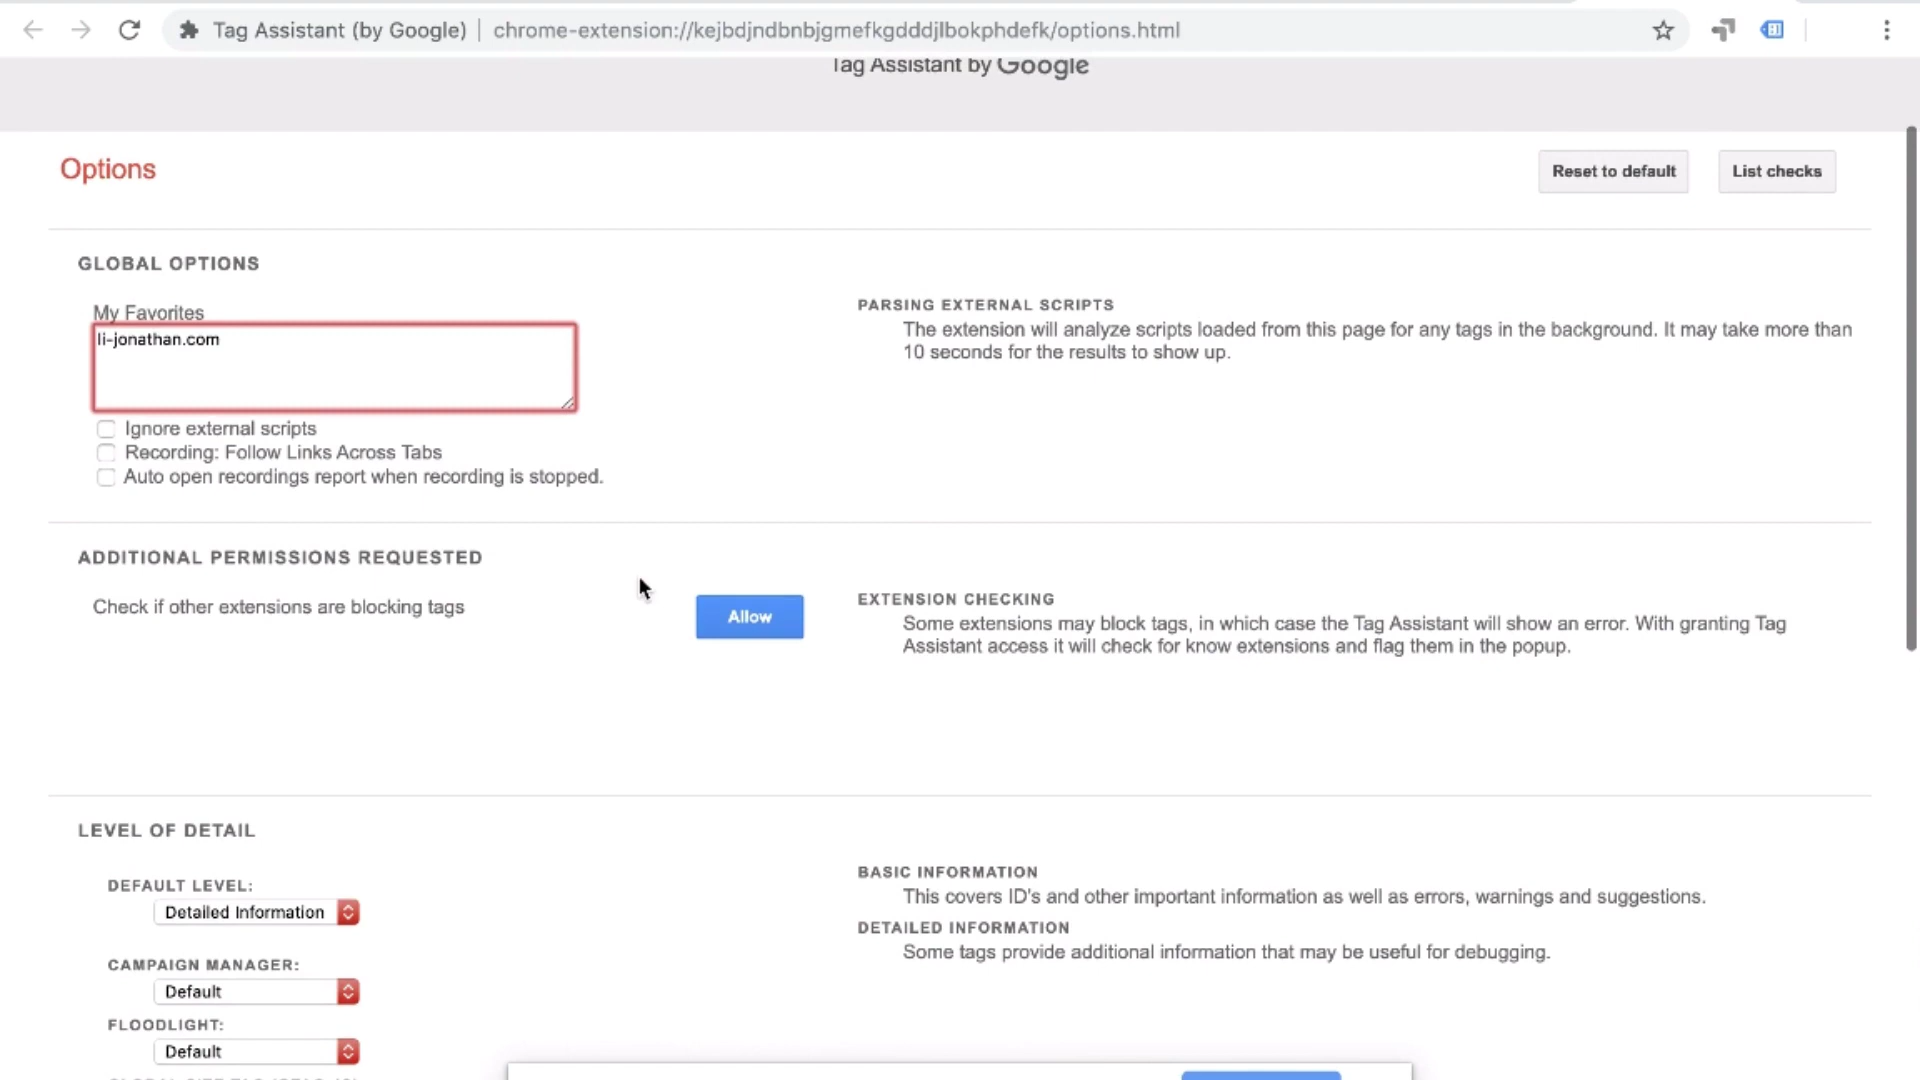 Tag Assistant (by Google) | chrome-extension://kejbdjndbnbjgmefkgdddjlbokphdefk/options.html
Tag Assistant by Google
Options
Reset to default
List checks
GLOBAL OPTIONS
My Favorites
li-jonathan.com
Ignore external scripts
Recording: Follow Links Across Tabs
Auto open recordings report when recording is stopped.
PARSING EXTERNAL SCRIPTS
The extension will analyze scripts loaded from this page for any tags in the background. It may take more than
10 seconds for the results to show up.
ADDITIONAL PERMISSIONS REQUESTED
Check if other extensions are blocking tags
Allow
EXTENSION CHECKING
Some extensions may block tags, in which case the Tag Assistant will show an error. With granting Tag
Assistant access it will check for know extensions and flag them in the popup.
LEVEL OF DETAIL
DEFAULT LEVEL:
Detailed Information
CAMPAIGN MANAGER:
Default
FLOODLIGHT:
Default
BASIC INFORMATION
This covers ID's and other important information as well as errors, warnings and suggestions.
DETAILED INFORMATION
Some tags provide additional information that may be useful for debugging.